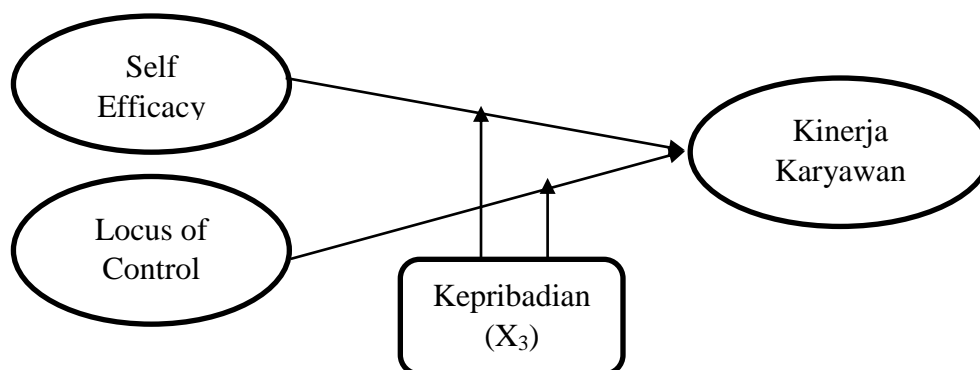 Self
Efficacy
Kinerja
Karyawan
Locus of
Control
Kepribadian
(X₃)